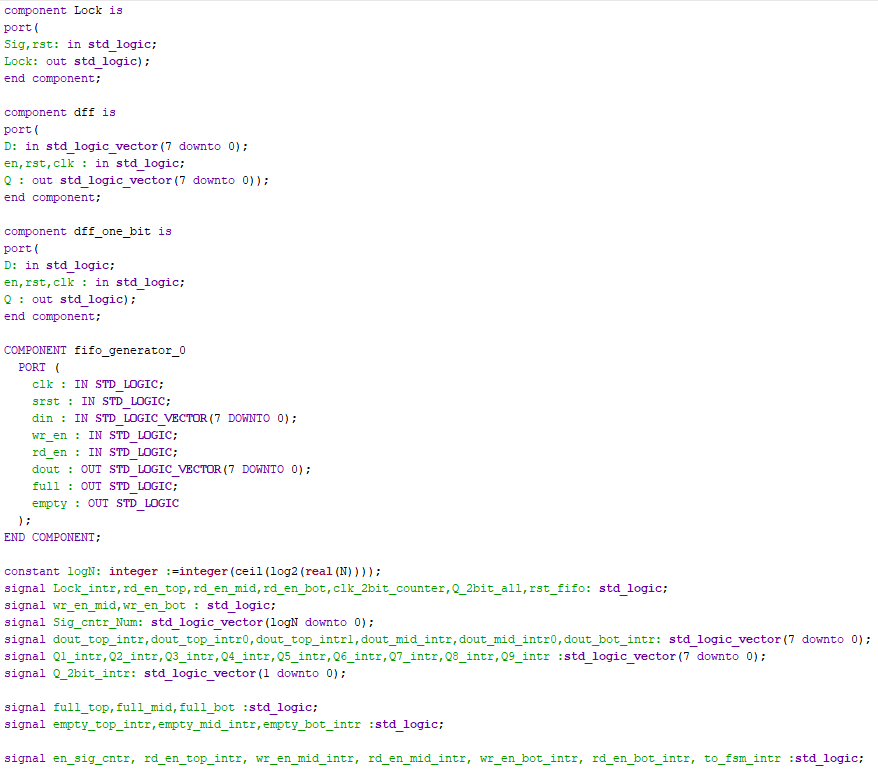 component Lock is
port(
Sig,rst: in std_logic;
Lock: out std_logic);
end component;
component dff is
port(
D: in std_logic_vector(7 downto 0);
en,rst,clk : in std_logic;
Q : out std_logic_vector(7 downto 0));
end component;
component dff_one_bit is
port(
D: in std_logic;
en,rst,clk : in std_logic;
Q : out std_logic);
end component;
COMPONENT fifo_generator_0
PORT (
clk : IN STD_LOGIC;
srst : IN STD_LOGIC;
din : IN STD_LOGIC_VECTOR(7 DOWNTO 0);
wr_en : IN STD_LOGIC;
rd_en : IN STD_LOGIC;
dout : OUT STD_LOGIC_VECTOR(7 DOWNTO 0);
full : OUT STD_LOGIC;
empty : OUT STD_LOGIC
);
END COMPONENT;
constant logN: integer :=integer(ceil(log2(real(N))));
signal Lock_intr,rd_en_top,rd_en_mid,rd_en_bot,clk_2bit_counter,Q_2bit_all,rst_fifo: std_logic;
signal wr_en_mid,wr_en_bot : std_logic;
signal Sig_cntr_Num: std_logic_vector(logN downto 0);
signal dout_top_intr,dout_top_intr0,dout_top_intr1,dout_mid_intr,dout_mid_intr0,dout_bot_intr: std_logic_vector(7 downto 0);
signal Q1_intr,Q2_intr,Q3_intr,Q4_intr,Q5_intr,Q6_intr,Q7_intr,Q8_intr,Q9_intr :std_logic_vector(7 downto 0);
signal Q_2bit_intr: std_logic_vector(1 downto 0);
signal full_top,full_mid,full_bot :std_logic;
signal empty_top_intr,empty_mid_intr,empty_bot_intr :std_logic;
signal en_sig_cntr, rd_en_top_intr, wr_en_mid_intr, rd_en_mid_intr, wr_en_bot_intr, rd_en_bot_intr, to_fsm_intr :std_logic;